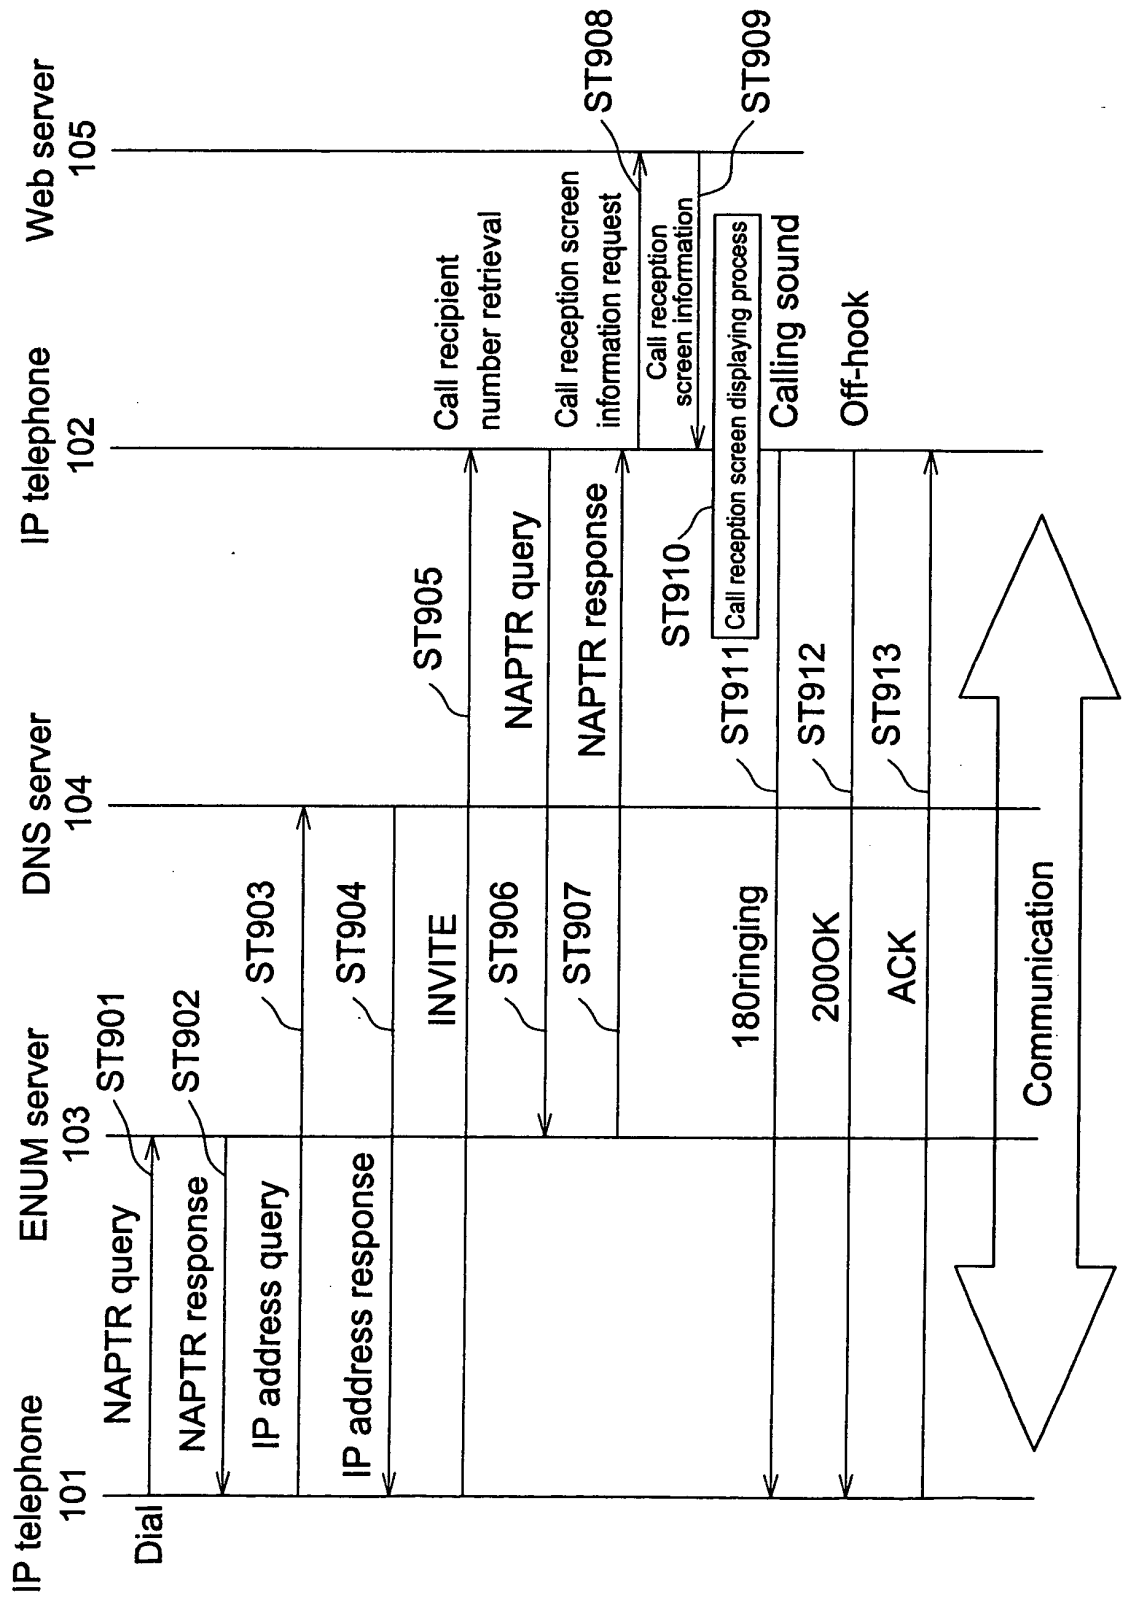 IP telephone
101
ENUM server
103
DNS server
104
IP telephone
102
Web server
105
Dial
NAPTR query
ST901
NAPTR response
ST902
IP address query
ST903
IP address response
ST904
INVITE
ST905
Call recipient
number retrieval
ST906
NAPTR query
ST907
NAPTR response
Call reception screen
information request
ST908
Call reception
screen information
ST909
ST910
Call reception screen displaying process
180ringing
ST911
Calling sound
200OK
ST912
Off-hook
ACK
ST913
Communication